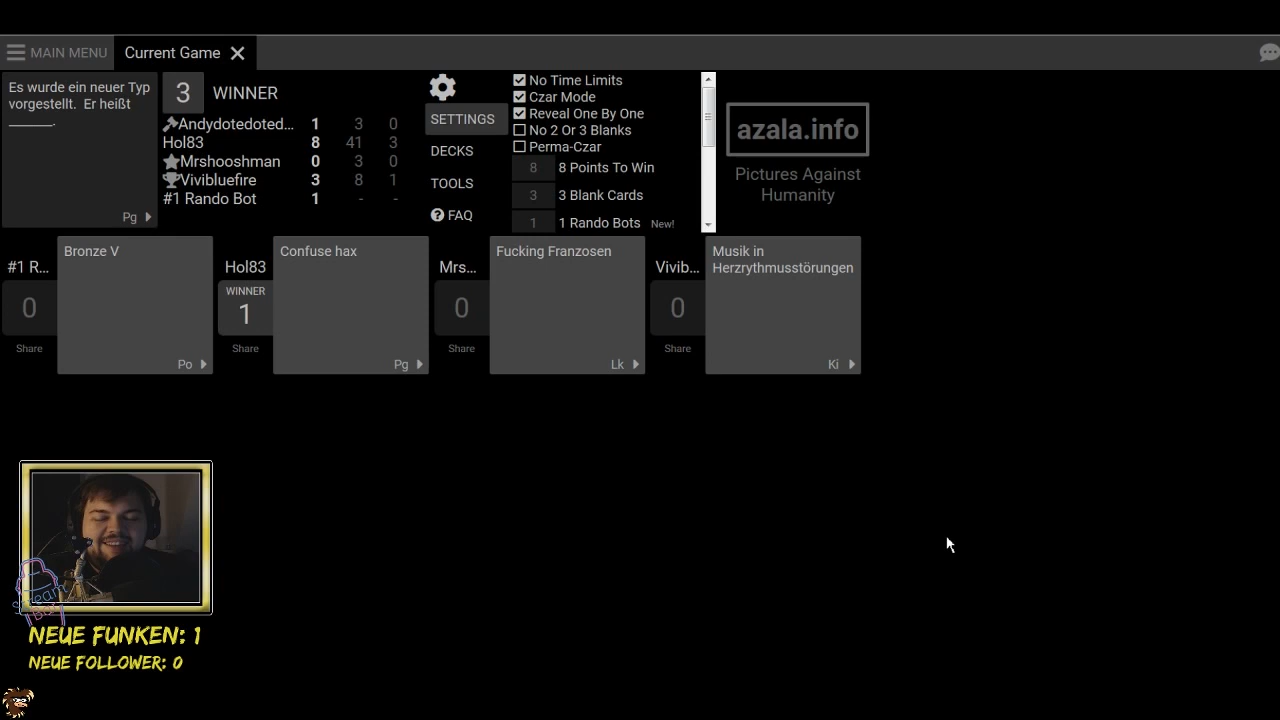 MAIN MENU
Current Game
Es wurde ein neuer Typ
vorgestellt. Er heißt
______.
Pg
3 WINNER
Andydotedoted... 1 3 0
Hol83 8 41 3
Mrshooshman 0 3 0
Vivibluefire 3 8 1
#1 Rando Bot 1 - -
SETTINGS
DECKS
TOOLS
FAQ
No Time Limits
Czar Mode
Reveal One By One
No 2 Or 3 Blanks
Perma-Czar
8 8 Points To Win
3 3 Blank Cards
1 1 Rando Bots New!
azala.info
Pictures Against
Humanity
#1 R...
0
Share
Bronze V
Po
Hol83
WINNER
1
Share
Confuse hax
Pg
Mrs...
0
Share
Fucking Franzosen
Lk
Vivib...
0
Share
Musik in
Herzrythmusstörungen
Ki
Stream
NEUE FUNKEN: 1
NEUE FOLLOWER: 0